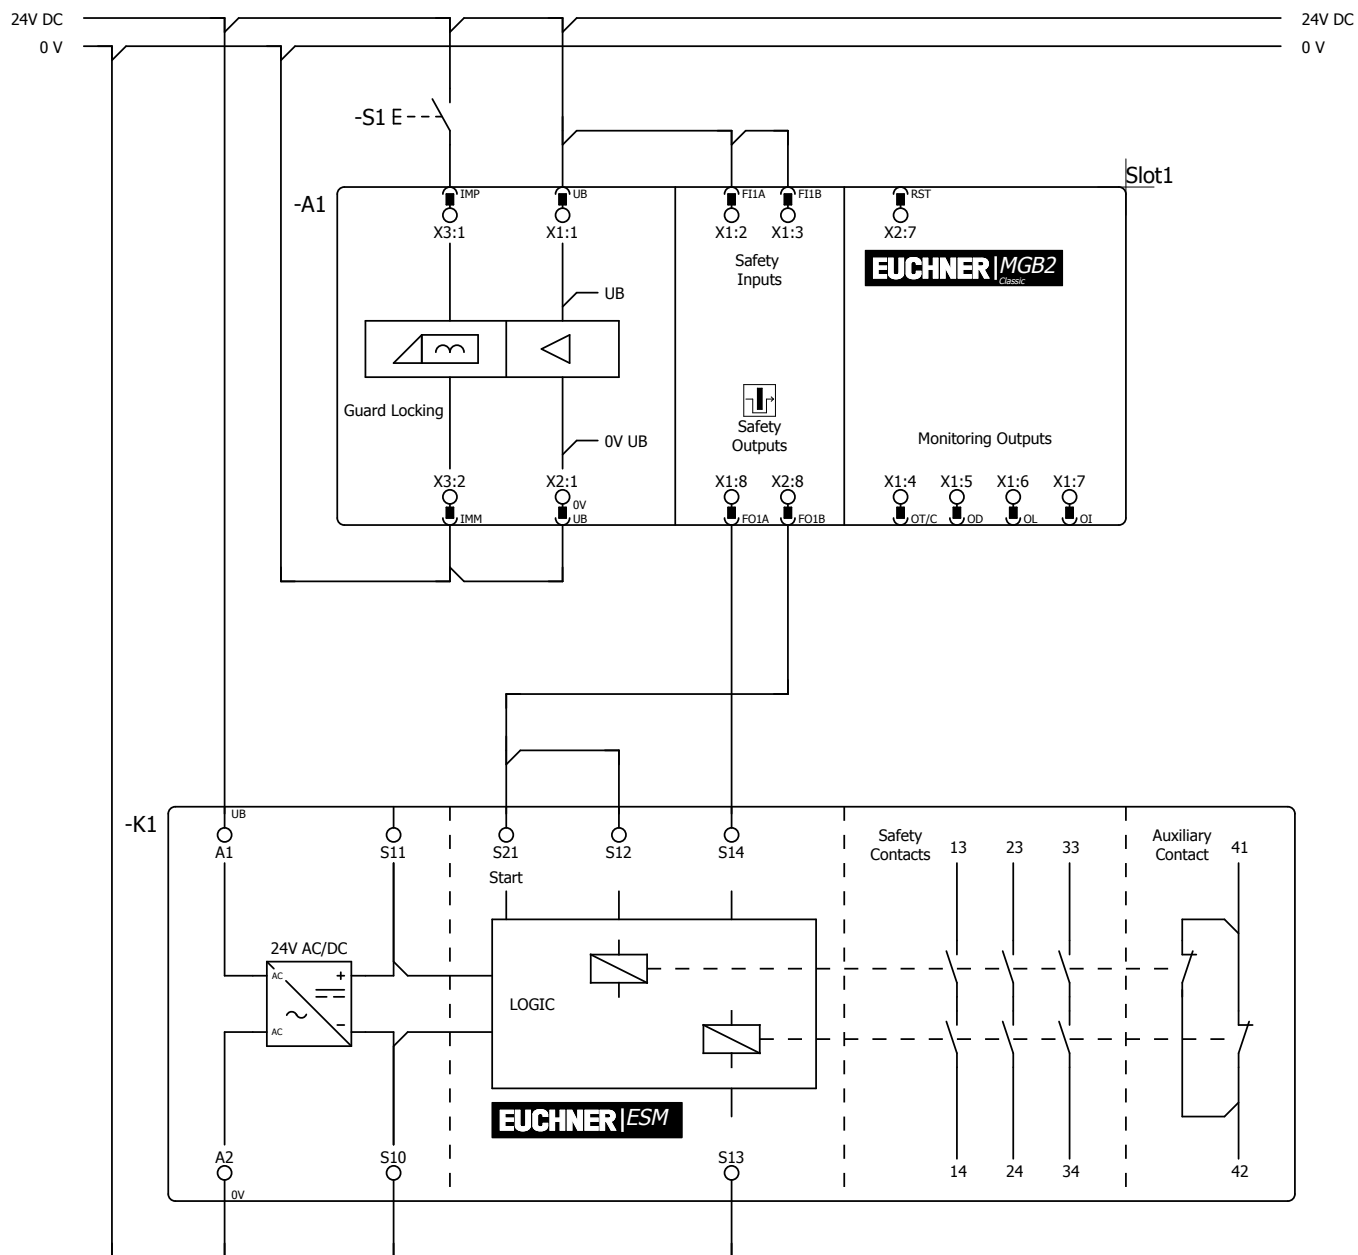 24V DC
24V DC
0 V
0 V
-S1 E
Slot1
-A1
IMP
UB
FI1A
FI1B
RST
X3:1
X1:1
X1:2
X1:3
X2:7
Safety
Inputs
EUCHNER MGB2
Classic
UB
Guard Locking
0V UB
Safety
Outputs
Monitoring Outputs
X3:2
X2:1
X1:8
X2:8
X1:4
X1:5
X1:6
X1:7
IMM
0V
UB
FO1A
FO1B
OT/C
OD
OL
OI
-K1
UB
A1
S11
S21
S12
S14
Start
Safety
Contacts
13
23
33
Auxiliary
Contact
41
24V AC/DC
AC
+
AC
-
LOGIC
EUCHNER ESM
A2
S10
S13
14
24
34
42
0V